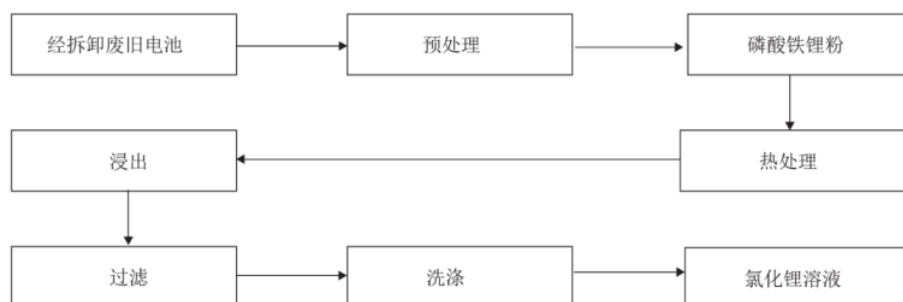 经拆卸废旧电池
预处理
磷酸铁锂粉
热处理
浸出
过滤
洗涤
氯化锂溶液